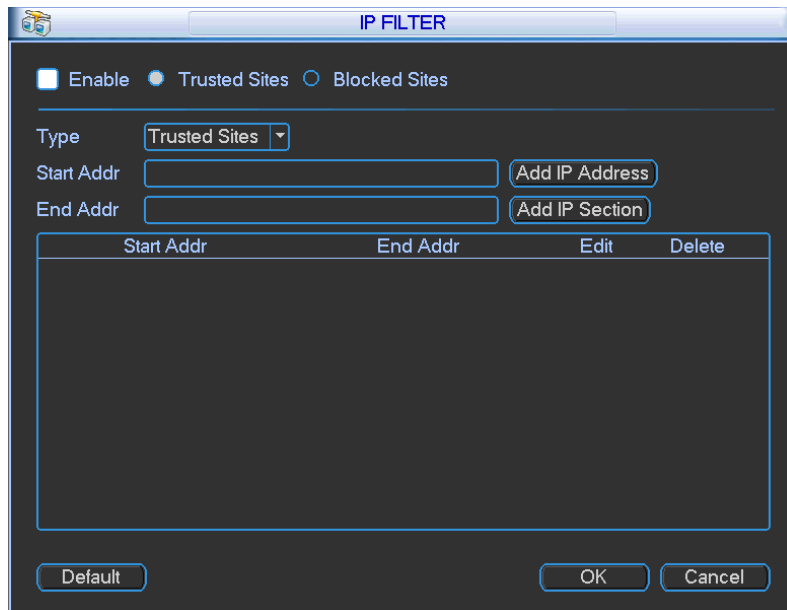 IP FILTER
Enable Trusted Sites Blocked Sites
Type Trusted Sites
Start Addr Add IP Address
End Addr Add IP Section
Start Addr End Addr Edit Delete
Default OK Cancel